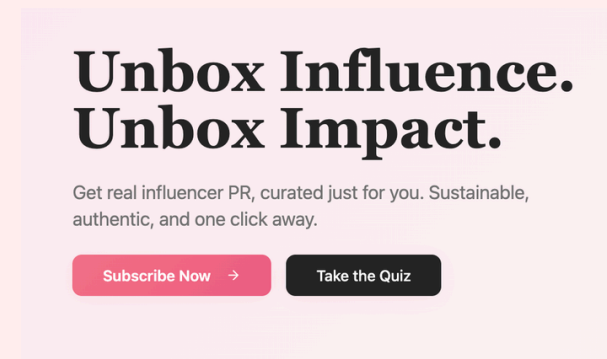 Unbox Influence.
Unbox Impact.
Get real influencer PR, curated just for you. Sustainable,
authentic, and one click away.
Subscribe Now →
Take the Quiz